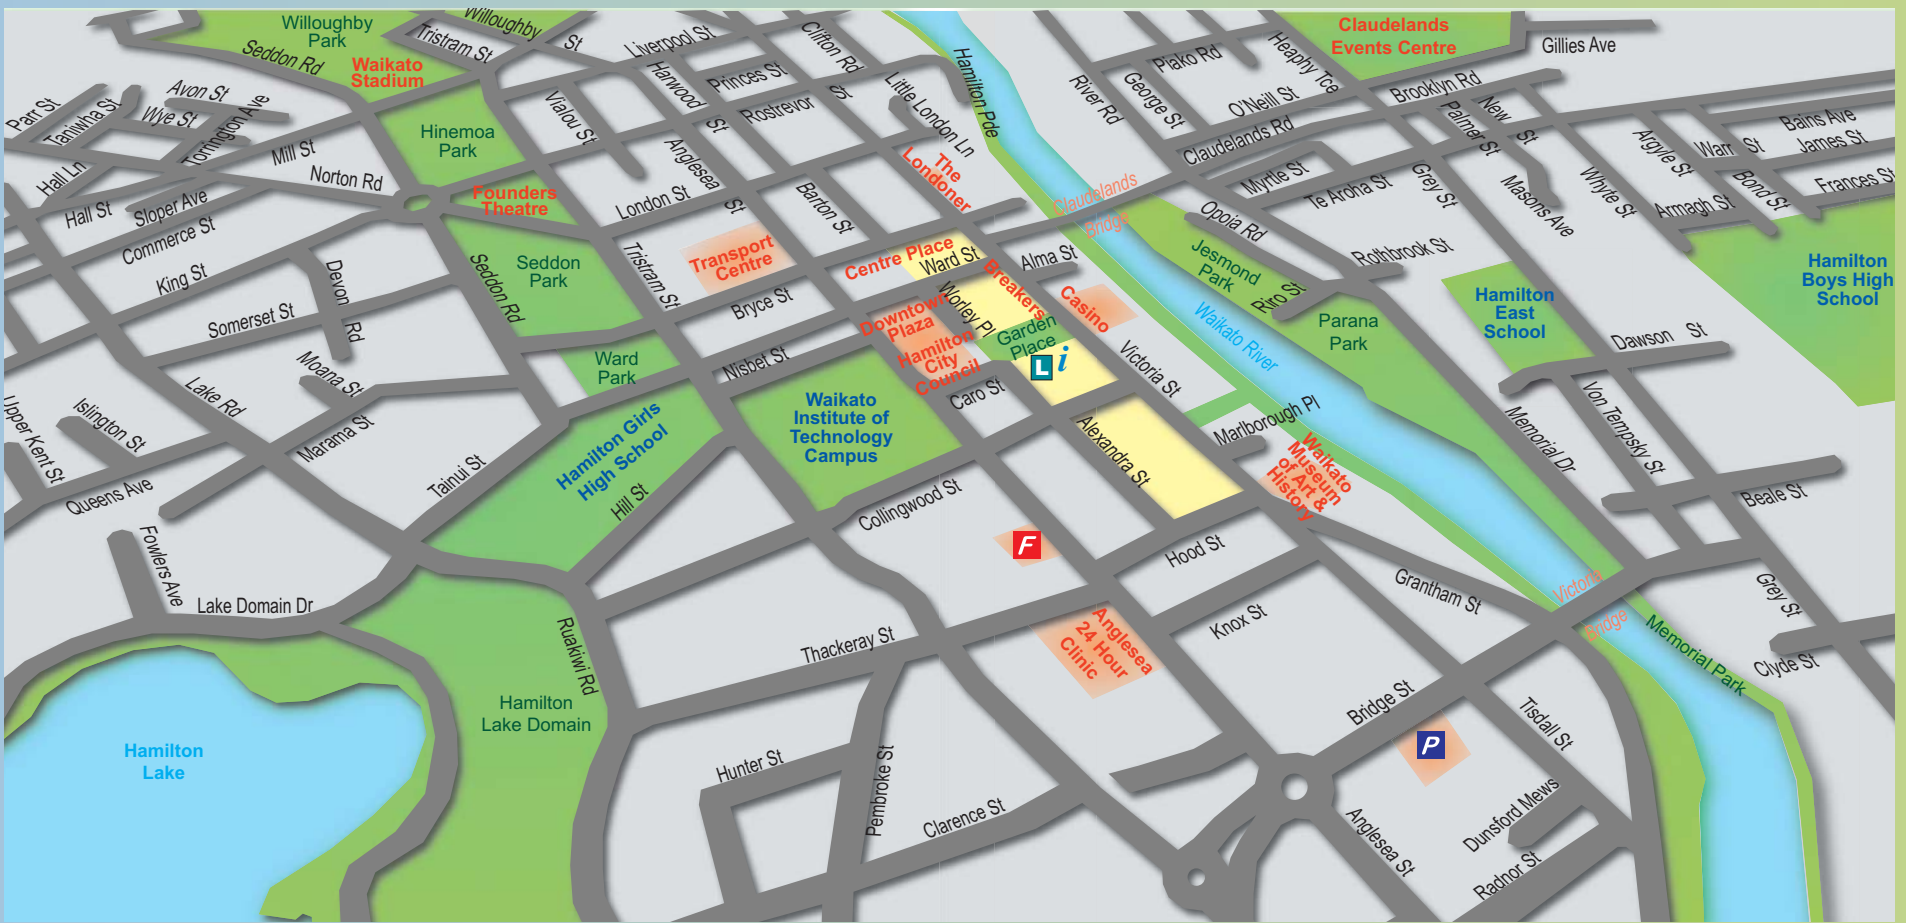 Willoughby
Park
Willoughby
St
Tristram St
Seddon Rd
Waikato
Stadium
Liverpool St
Clifton Rd
Harwood
St
Princes St
Rostrevor
St
Little London Ln
Hamilton Pde
Vialou St
Anglesea
St
River Rd
Piako Rd
George St
Heaphy Tce
O'Neill St
Claudelands Rd
Claudelands
Events Centre
Gillies Ave
Brooklyn Rd
Palmer St
New
St
Argyle St
Warr
St
Bains Ave
James St
Frances St
Bond St
Armagh St
Whyte St
Masons Ave
Grey St
Myrtle St
Te Aroha St
Opoia Rd
Rothbrook St
Parr St
Taniwha St
Avon St
Wye St
Torrington Ave
Hall Ln
Mill St
Norton Rd
Hinemoa
Park
Hall St
Sloper Ave
Commerce St
King St
Founders
Theatre
London St
Barton St
The
Londoner
Claudelands
Bridge
Transport
Centre
Tristram St
Seddon
Park
Seddon Rd
Devon
Rd
Somerset St
Moana St
Centre Place
Ward St
Alma St
Breakers
Casino
Bryce St
Worley Pl
Downtown
Plaza
Hamilton
City
Council
Garden
Place
L i
Jesmond
Park
Riro St
Parana
Park
Waikato River
Hamilton
East
School
Hamilton
Boys High
School
Dawson
St
Ward
Park
Nisbet St
Caro St
Victoria St
Lake Rd
Upper Kent St
Islington St
Marama St
Queens Ave
Tainui St
Hamilton Girls
High School
Hill St
Waikato
Institute of
Technology
Campus
Alexandra St
Marlborough Pl
Waikato
Museum
of Art &
History
Memorial Dr
Von Tempsky St
Beale St
Collingwood St
F
Hood St
Grantham St
Victoria
Bridge
Grey St
Fowlers Ave
Lake Domain Dr
Ruakiwi Rd
Thackeray St
Anglesea
24 Hour
Clinic
Knox St
Memorial Park
Clyde St
Hamilton
Lake Domain
Bridge St
Tisdall St
P
Hamilton
Lake
Hunter St
Pembroke St
Clarence St
Anglesea St
Dunsford Mews
Radnor St